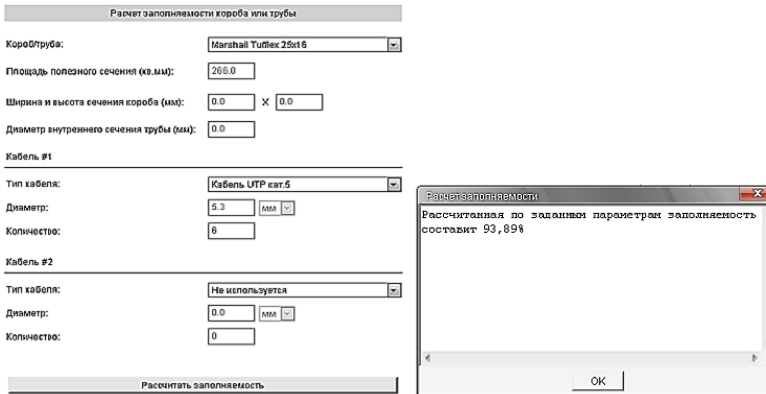 Расчет заполняемости короба или трубы
Короб/труба:
Marshall Tufflex 25x16
Площадь полезного сечения (кв.мм):
266.0
Ширина и высота сечения короба (мм):
0.0 X 0.0
Диаметр внутреннего сечения трубы (мм):
0.0
Кабель #1
Тип кабеля:
Кабель UTP кат.5
Диаметр:
5.3 мм
Количество:
6
Кабель #2
Тип кабеля:
Не используется
Диаметр:
0.0 мм
Количество:
0
Рассчитать заполняемость
Расчет заполняемости
Рассчитанная по заданным параметрам заполняемость
составит 93,89%
OK